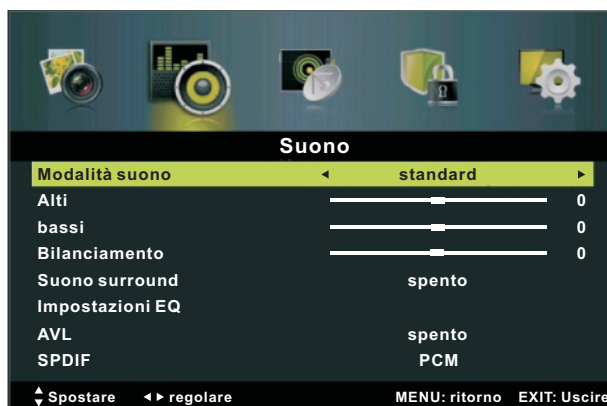 Suono
Modalità suono standard
Alti 0
bassi 0
Bilanciamento 0
Suono surround spento
Impostazioni EQ
AVL spento
SPDIF PCM
Spostare regolare MENU: ritorno EXIT: Uscire